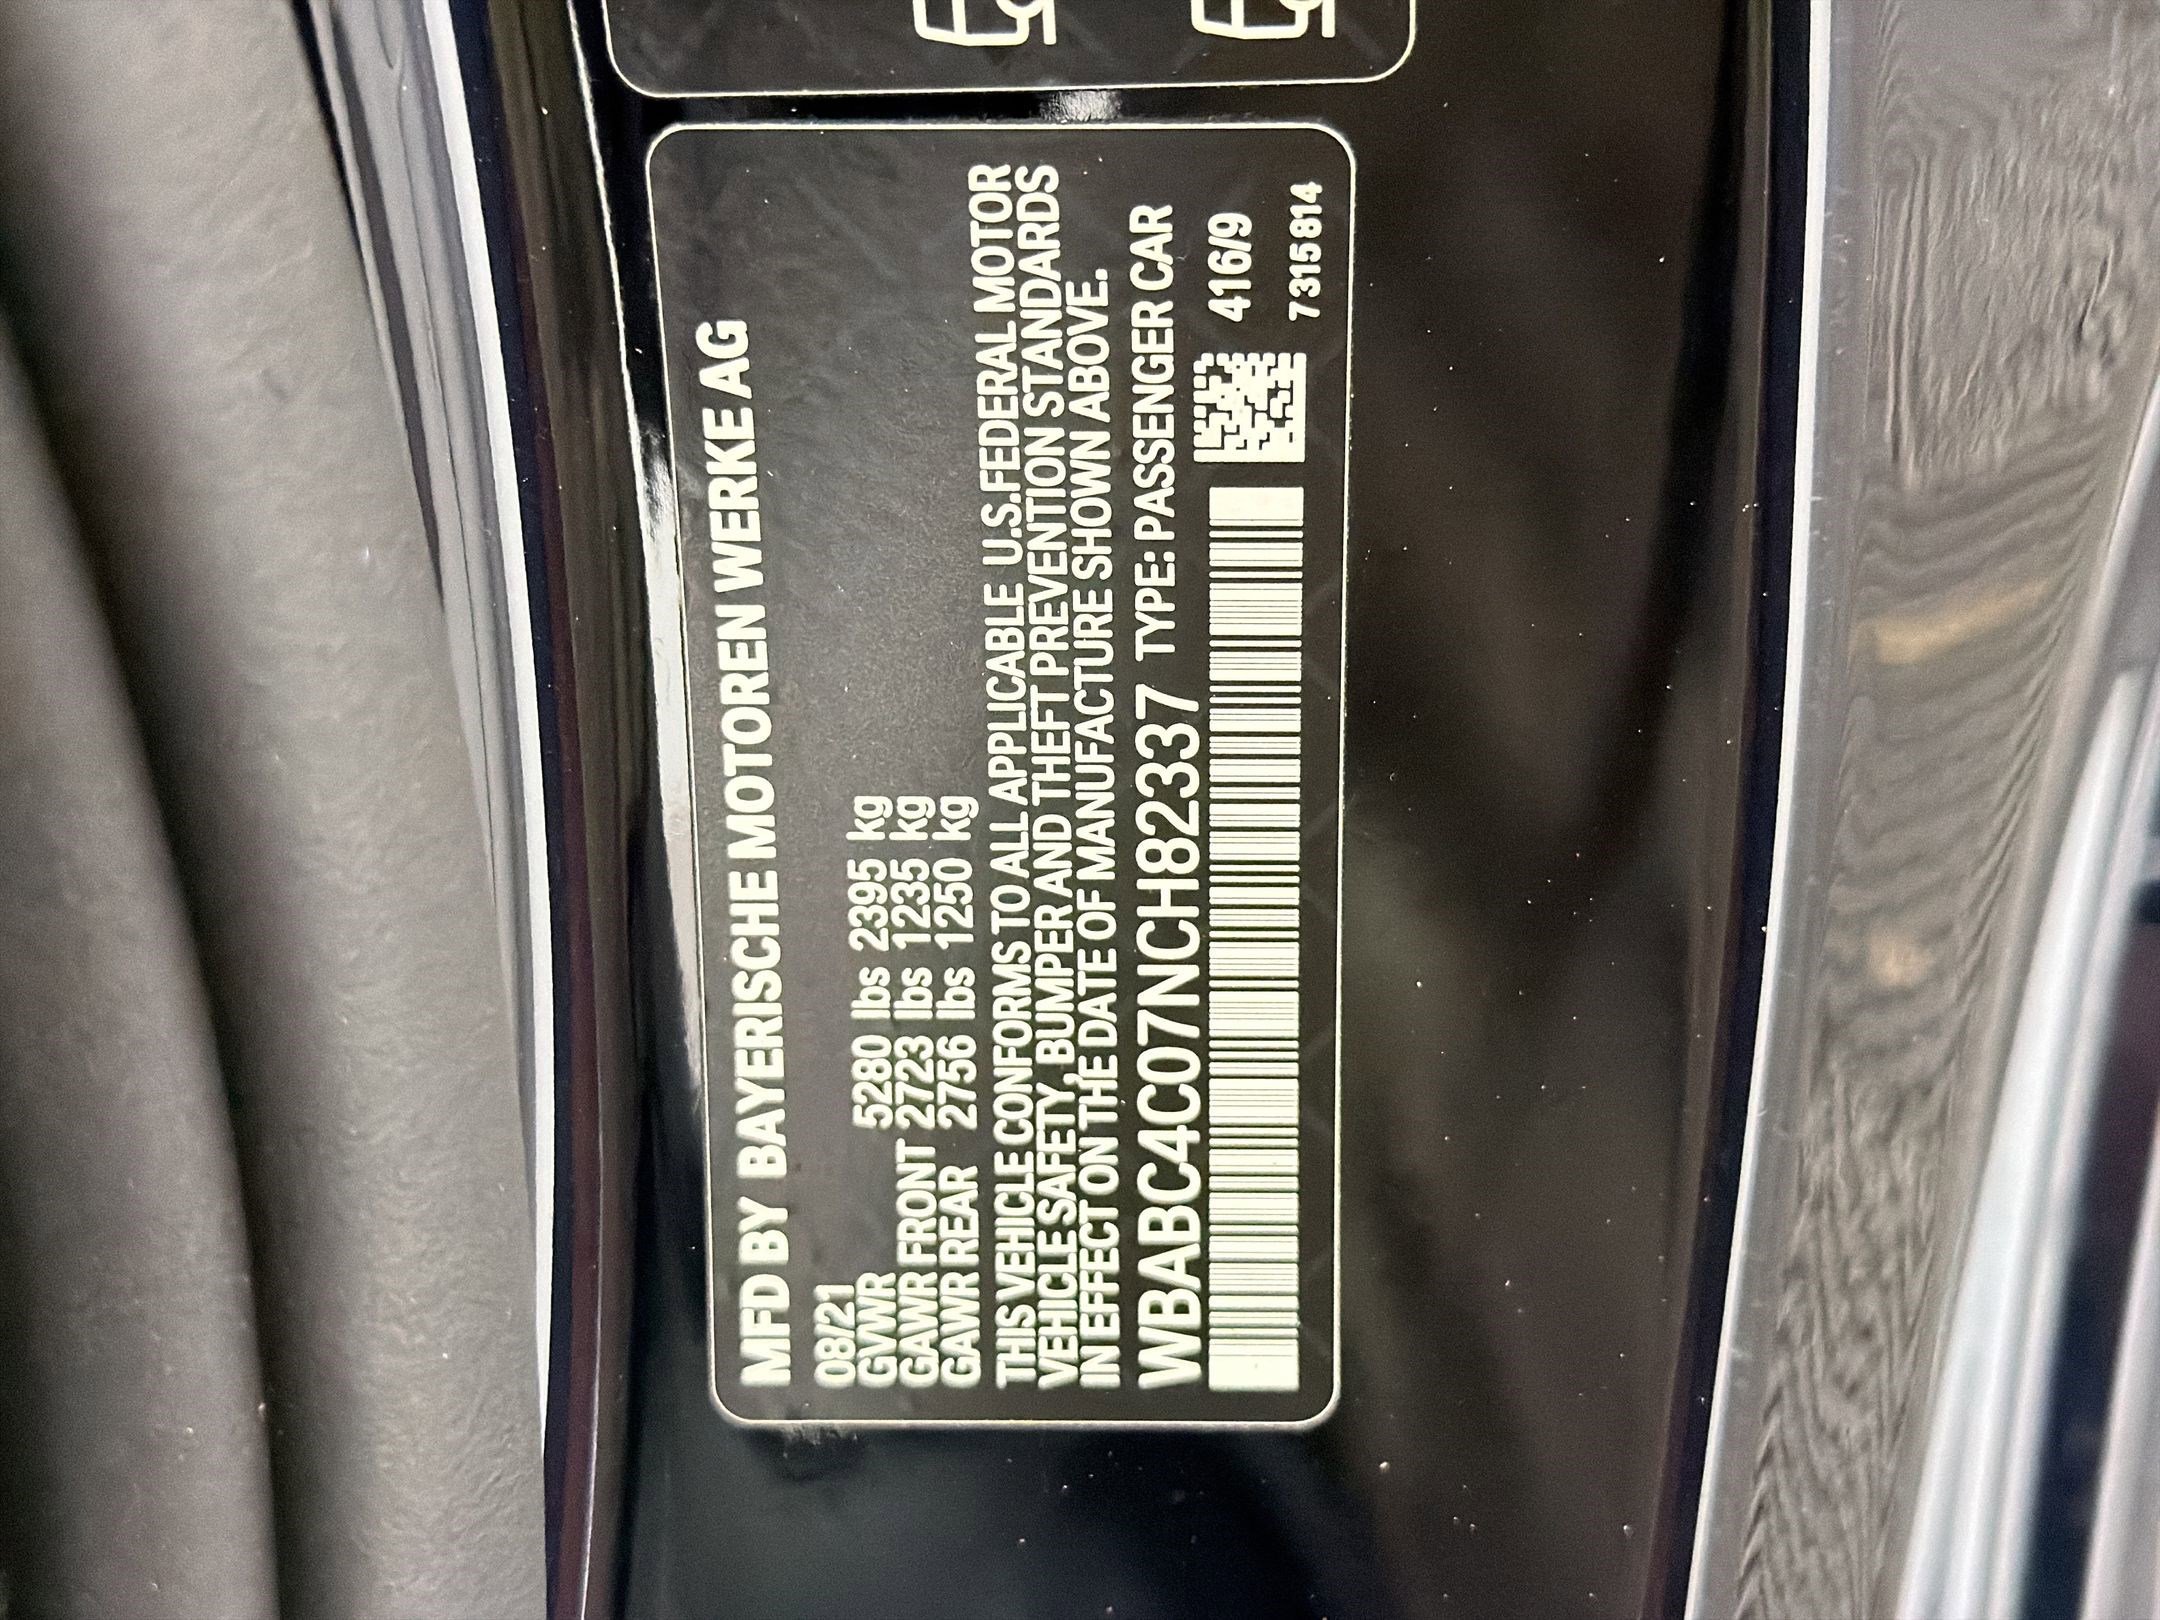 MFD BY BAYERISCHE MOTOREN WERKE AG
08/21
GVWR 5280 lbs 2395 kg
GAWR FRONT 2723 lbs 1235 kg
GAWR REAR 2756 lbs 1250 kg
THIS VEHICLE CONFORMS TO ALL APPLICABLE U.S.FEDERAL MOTOR
VEHICLE SAFETY, BUMPER AND THEFT PREVENTION STANDARDS
IN EFFECT ON THE DATE OF MANUFACTURE SHOWN ABOVE.
WBABC4C07NCH82337 TYPE: PASSENGER CAR
416/9
7315814